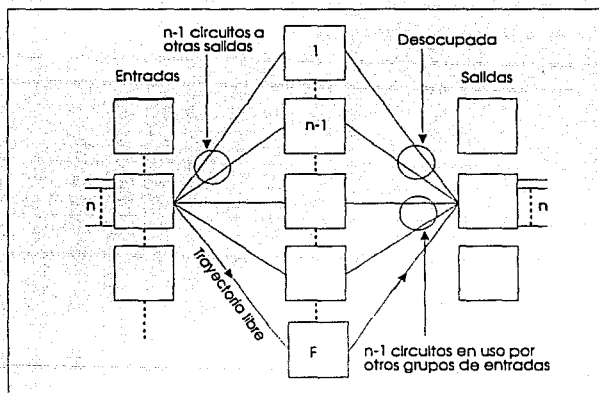 n-1 circuitos a
otras salidas
Entradas
1
n-1
Desocupada
Salidas
n
n
Trayectoria libre
F
n-1 circuitos en uso por
otros grupos de entradas